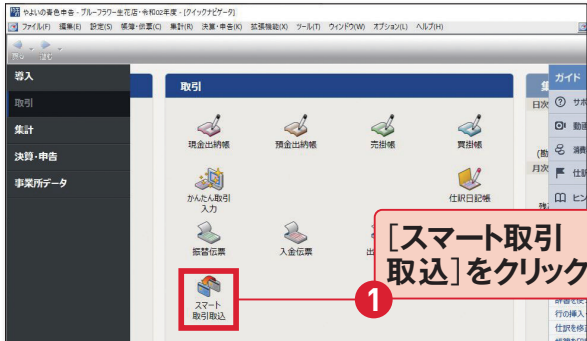 やよいの青色申告 - ブルーフラワー生花店・令和02年度 - [クイックナビゲータ]
ファイル(F) 編集(E) 設定(S) 帳簿・伝票(C) 集計(R) 決算・申告(K) 拡張機能(X) ツール(T) ウィンドウ(W) オプション(L) ヘルプ(H)
戻る 進む
導入
取引
集計
決算・申告
事業所データ
取引
現金出納帳 預金出納帳 売掛帳 買掛帳
かんたん取引
入力
仕訳日記帳
振替伝票 入金伝票
スマート
取引取込
1
[スマート取引
取込]をクリック
集
日次
月次
ガイド
サポ
動画
消費
仕訳
ヒン
行の挿入
仕訳を修正